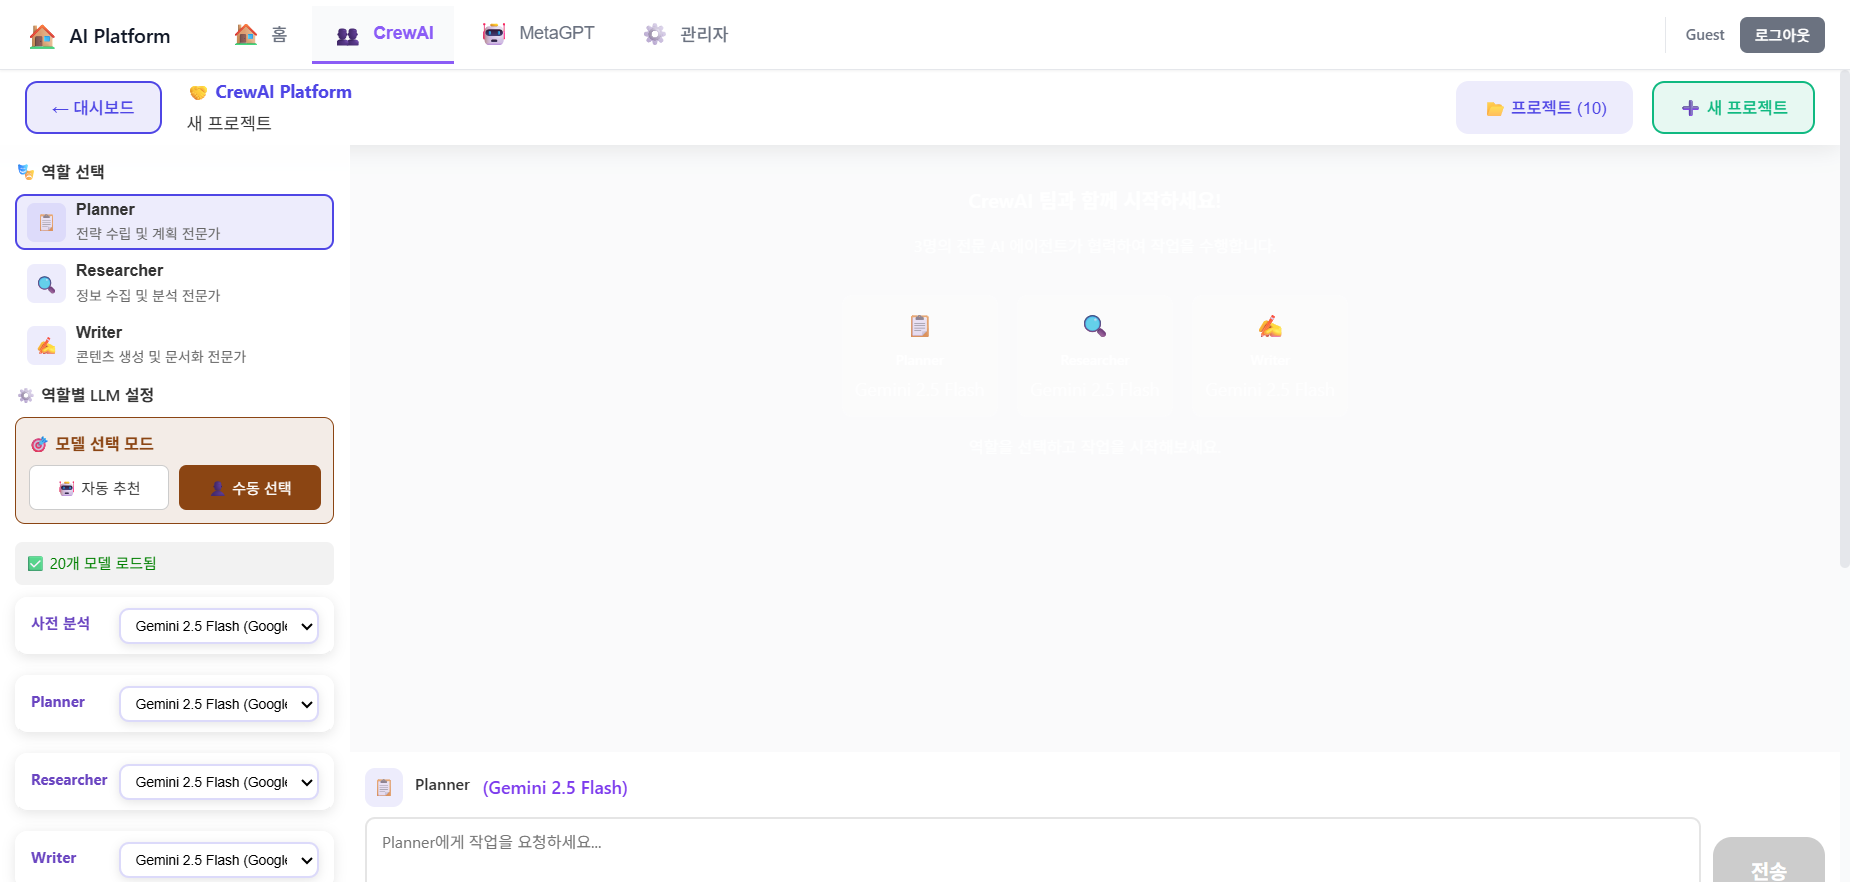 AI Platform
홈
CrewAI
MetaGPT
관리자
Guest
로그아웃
← 대시보드
CrewAI Platform
새 프로젝트
프로젝트 (10)
새 프로젝트
역할 선택
Planner
전략 수립 및 계획 전문가
Researcher
정보 수집 및 분석 전문가
Writer
콘텐츠 생성 및 문서화 전문가
역할별 LLM 설정
모델 선택 모드
자동 추천
수동 선택
20개 모델 로드됨
사전 분석
Gemini 2.5 Flash (Google
Planner
Gemini 2.5 Flash (Google
Researcher
Gemini 2.5 Flash (Google
Writer
Gemini 2.5 Flash (Google
CrewAI 팀과 함께 시작하세요!
3명의 전문 AI 에이전트가 협력하여 작업을 수행합니다
Planner
Gemini 2.5 Flash
Researcher
Gemini 2.5 Flash
Writer
Gemini 2.5 Flash
역할을 선택하고 작업을 시작해보세요.
Planner
(Gemini 2.5 Flash)
Planner에게 작업을 요청하세요...
전송